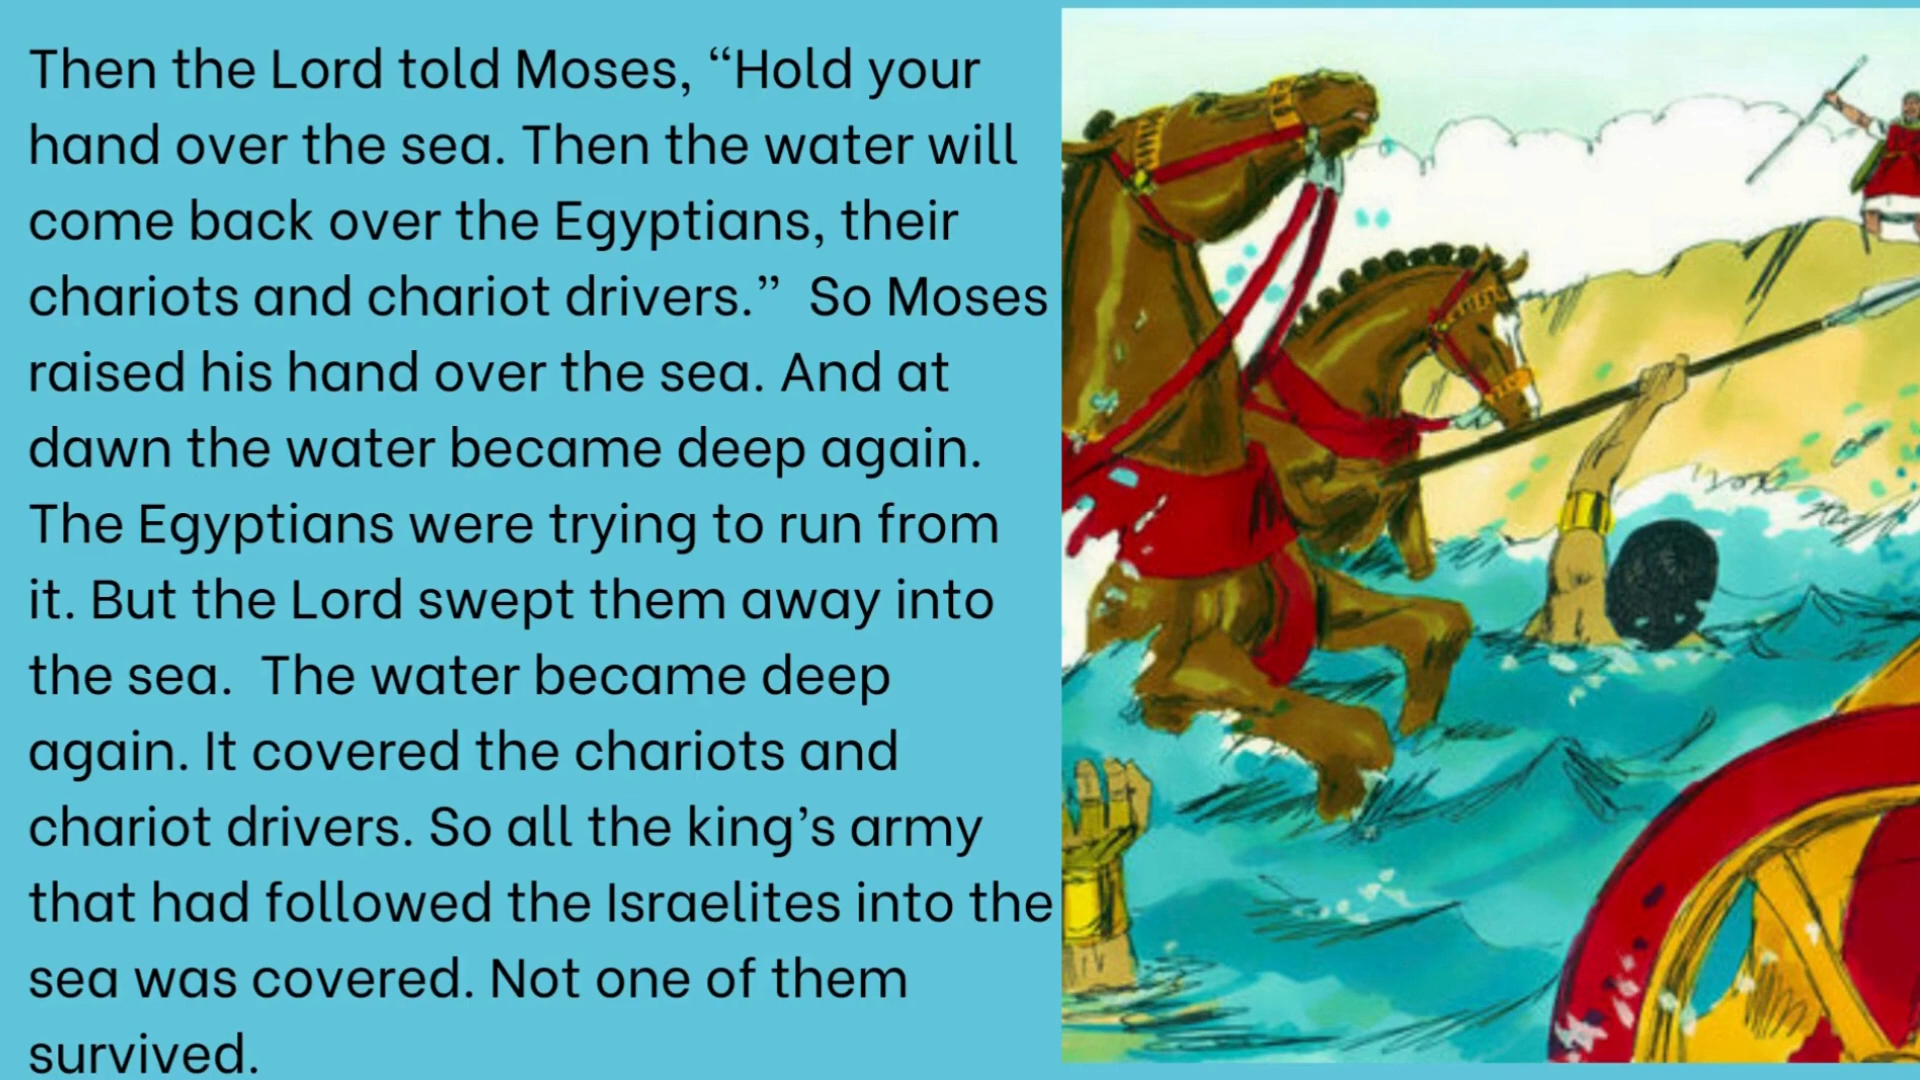 Then the Lord told Moses, “Hold your
hand over the sea. Then the water will
come back over the Egyptians, their
chariots and chariot drivers.”  So Moses
raised his hand over the sea. And at
dawn the water became deep again.
The Egyptians were trying to run from
it. But the Lord swept them away into
the sea.  The water became deep
again. It covered the chariots and
chariot drivers. So all the king’s army
that had followed the Israelites into the
sea was covered. Not one of them
survived.